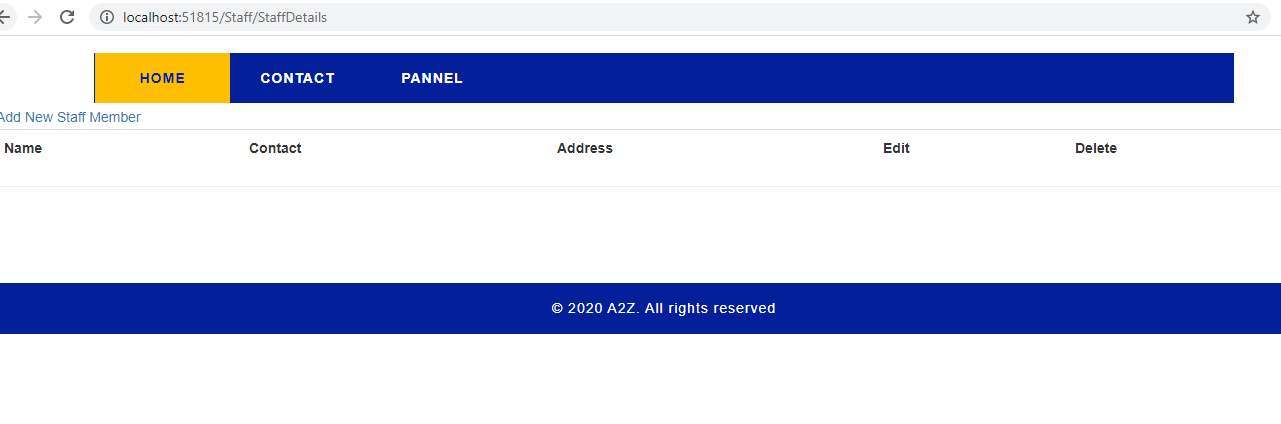 localhost:51815/Staff/StaffDetails
HOME CONTACT PANNEL
Add New Staff Member
Name Contact Address Edit Delete
© 2020 A2Z. All rights reserved